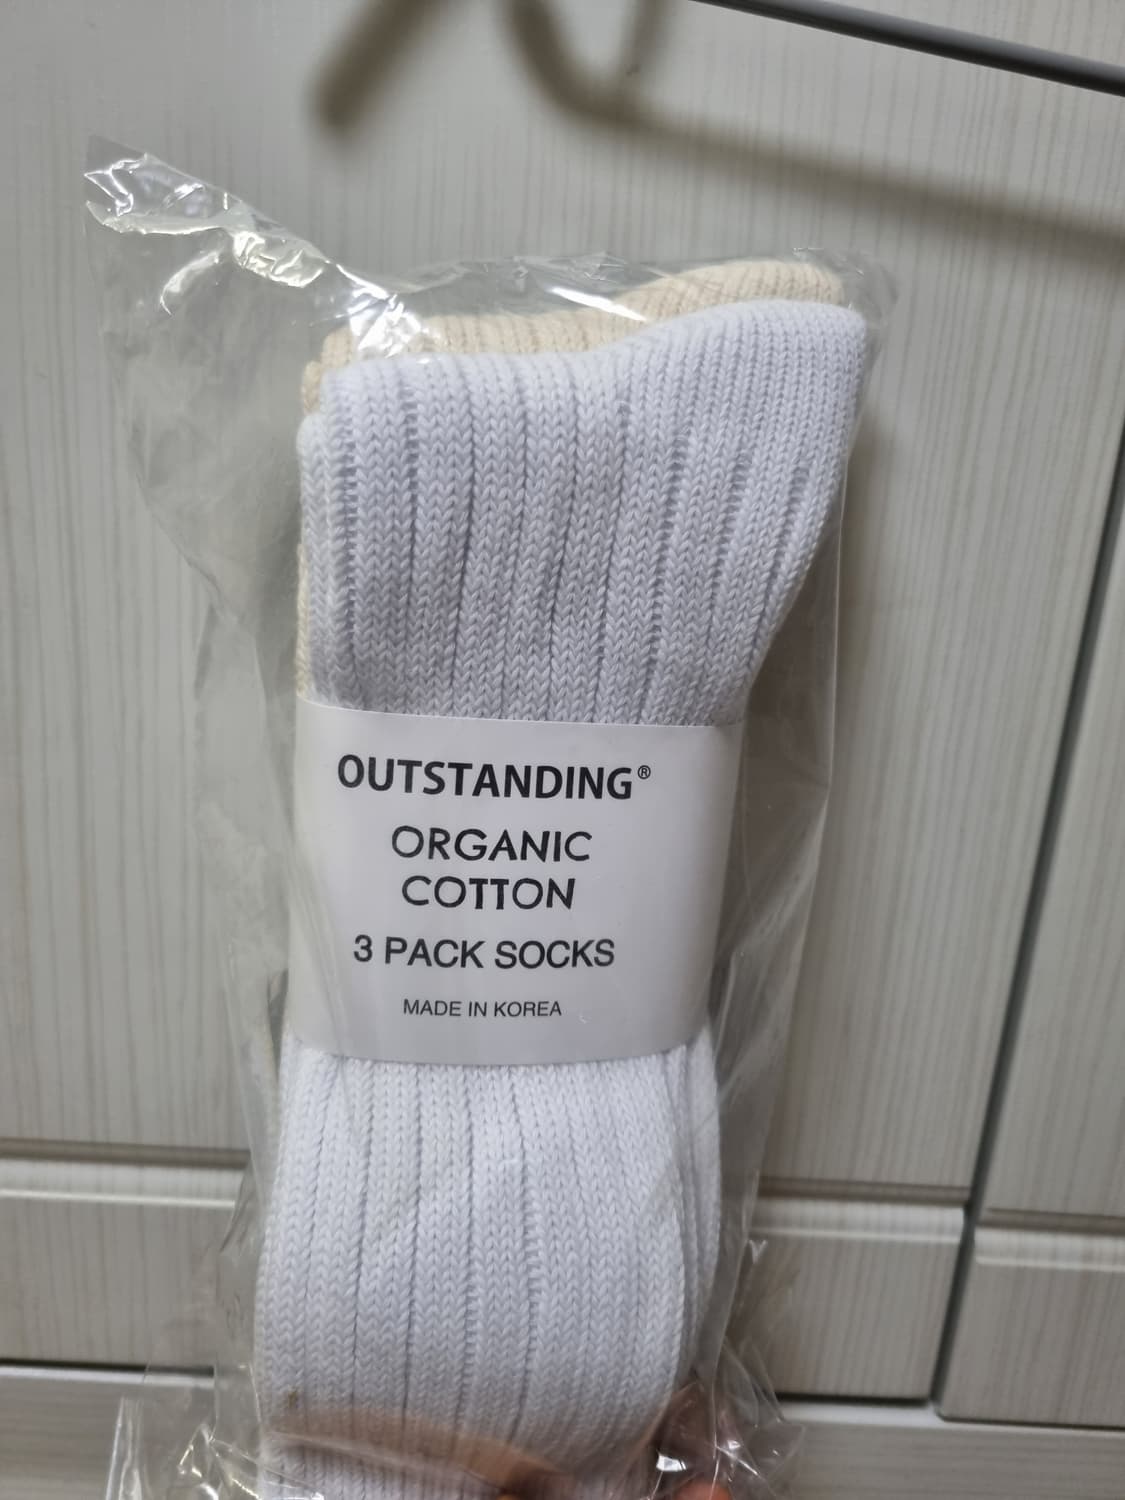 OUTSTANDING®
ORGANIC
COTTON
3 PACK SOCKS
MADE IN KOREA